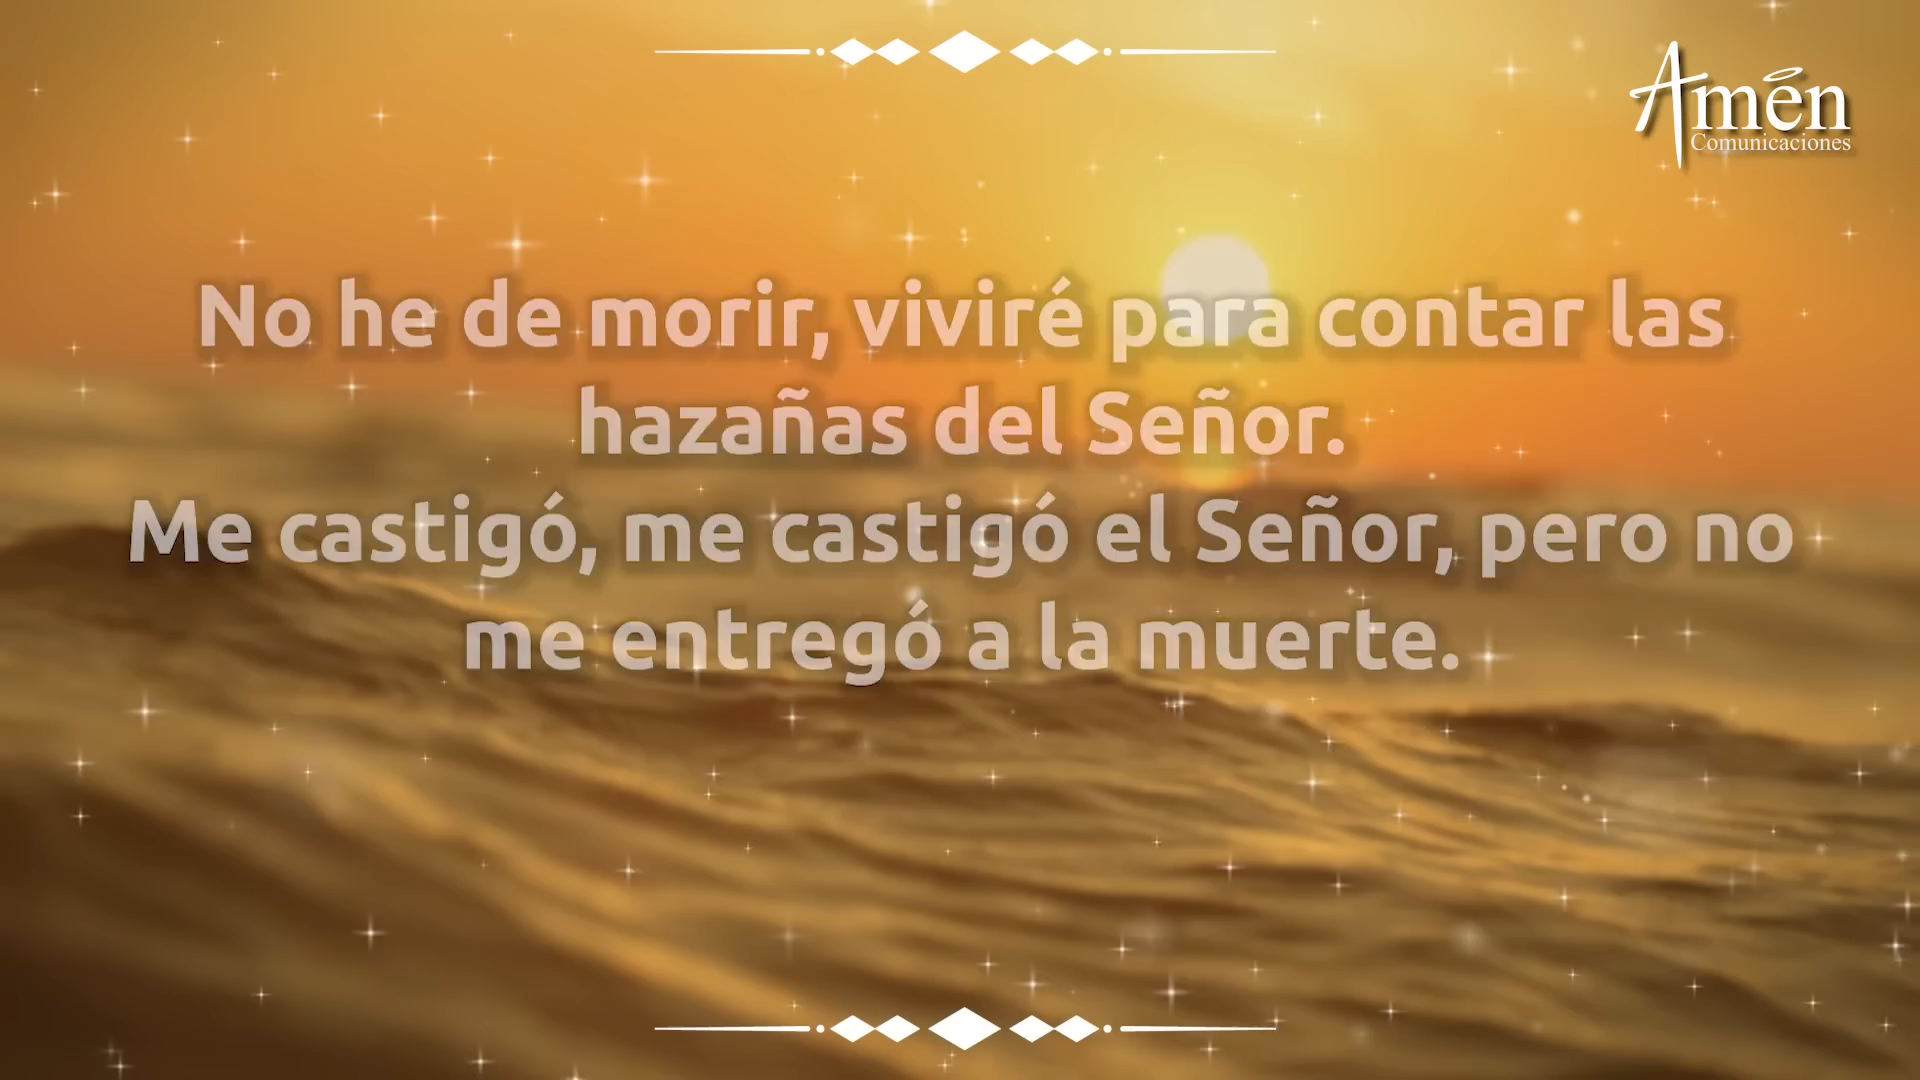 Amén
Comunicaciones
No he de morir, viviré para contar las
hazañas del Señor.
Me castigó, me castigó el Señor, pero no
me entregó a la muerte.